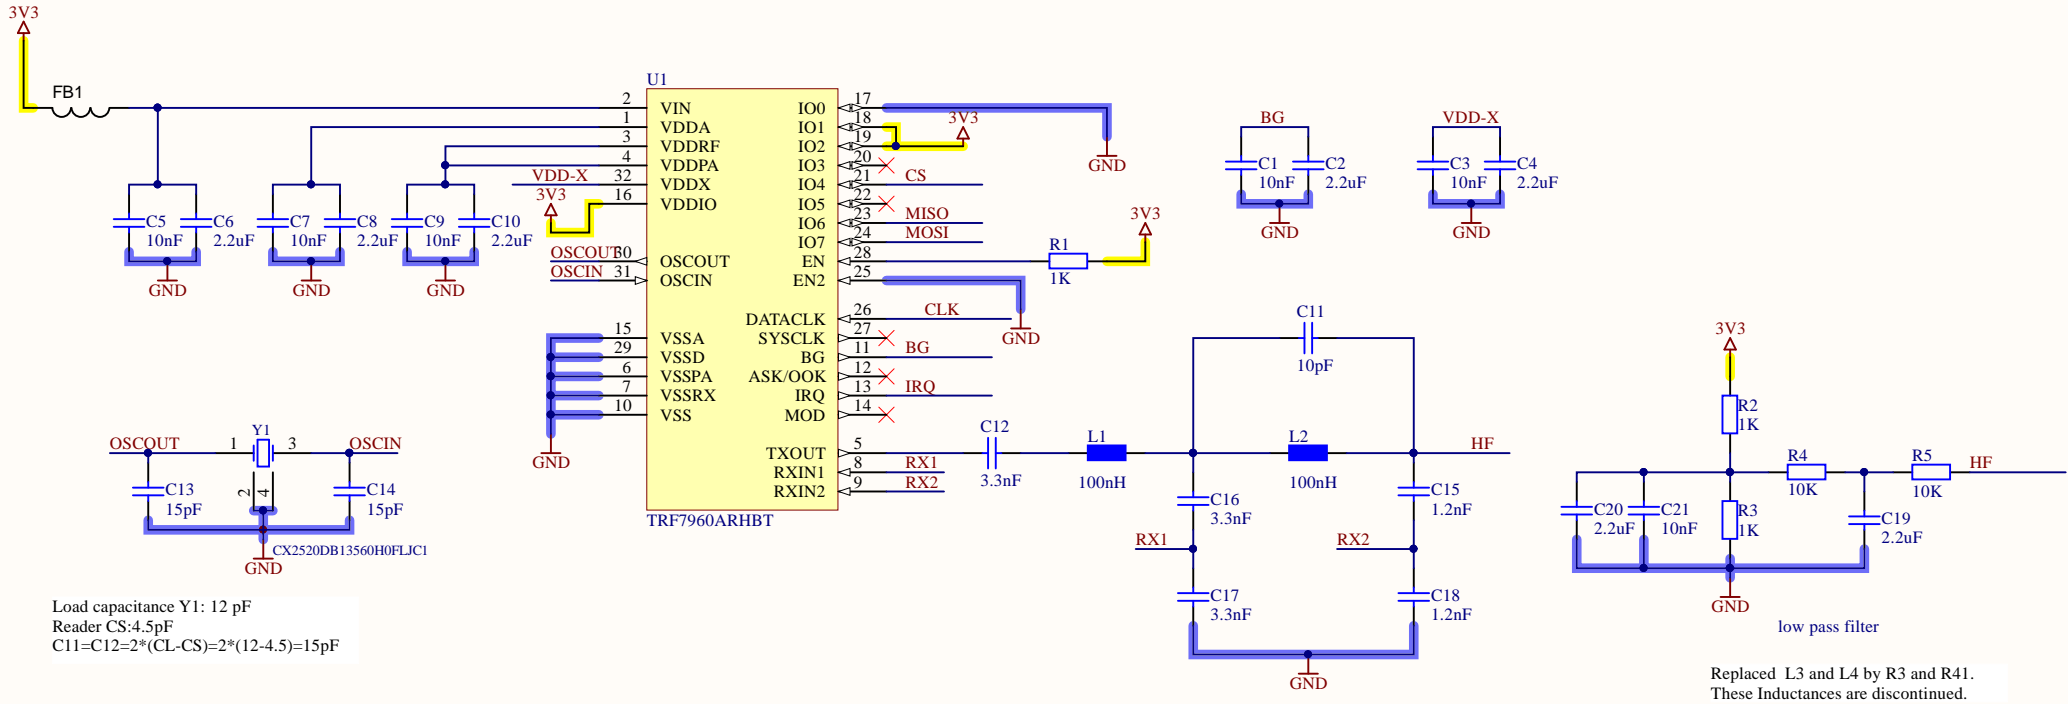 3V3
FB1
C5
10nF
C6
2.2uF
GND
C7
10nF
C8
2.2uF
GND
C9
10nF
C10
2.2uF
GND
VDD-X
3V3
OSCOUT
OSCIN
U1
2 VIN
1 VDDA
3 VDDRF
4 VDDPA
32 VDDX
16 VDDIO
30 OSCOUT
31 OSCIN
15 VSSA
29 VSSD
6 VSSPA
7 VSSRX
10 VSS
GND
IO0 17
IO1 18
IO2 19
IO3 20
IO4 21
IO5 22
IO6 23
IO7 24
EN 28
EN2 25
DATACLK 26
SYSCLK 27
BG 11
ASK/OOK 12
IRQ 13
MOD 14
TXOUT 5
RXIN1 8
RXIN2 9
TRF7960ARHBT
3V3
GND
CS
MISO
MOSI
R1
1K
3V3
CLK
GND
BG
IRQ
RX1
RX2
BG
C1
10nF
C2
2.2uF
GND
VDD-X
C3
10nF
C4
2.2uF
GND
C12
3.3nF
L1
100nH
C11
10pF
L2
100nH
HF
C16
3.3nF
C15
1.2nF
RX1
RX2
C17
3.3nF
C18
1.2nF
GND
3V3
R2
1K
R4
10K
R5
10K
HF
C20
2.2uF
C21
10nF
R3
1K
C19
2.2uF
GND
low pass filter
Replaced L3 and L4 by R3 and R41.
These Inductances are discontinued.
OSCOUT
1
Y1
3
OSCIN
C13
15pF
2
4
C14
15pF
CX2520DB13560H0FLJC1
GND
Load capacitance Y1: 12 pF
Reader CS:4.5pF
C11=C12=2*(CL-CS)=2*(12-4.5)=15pF